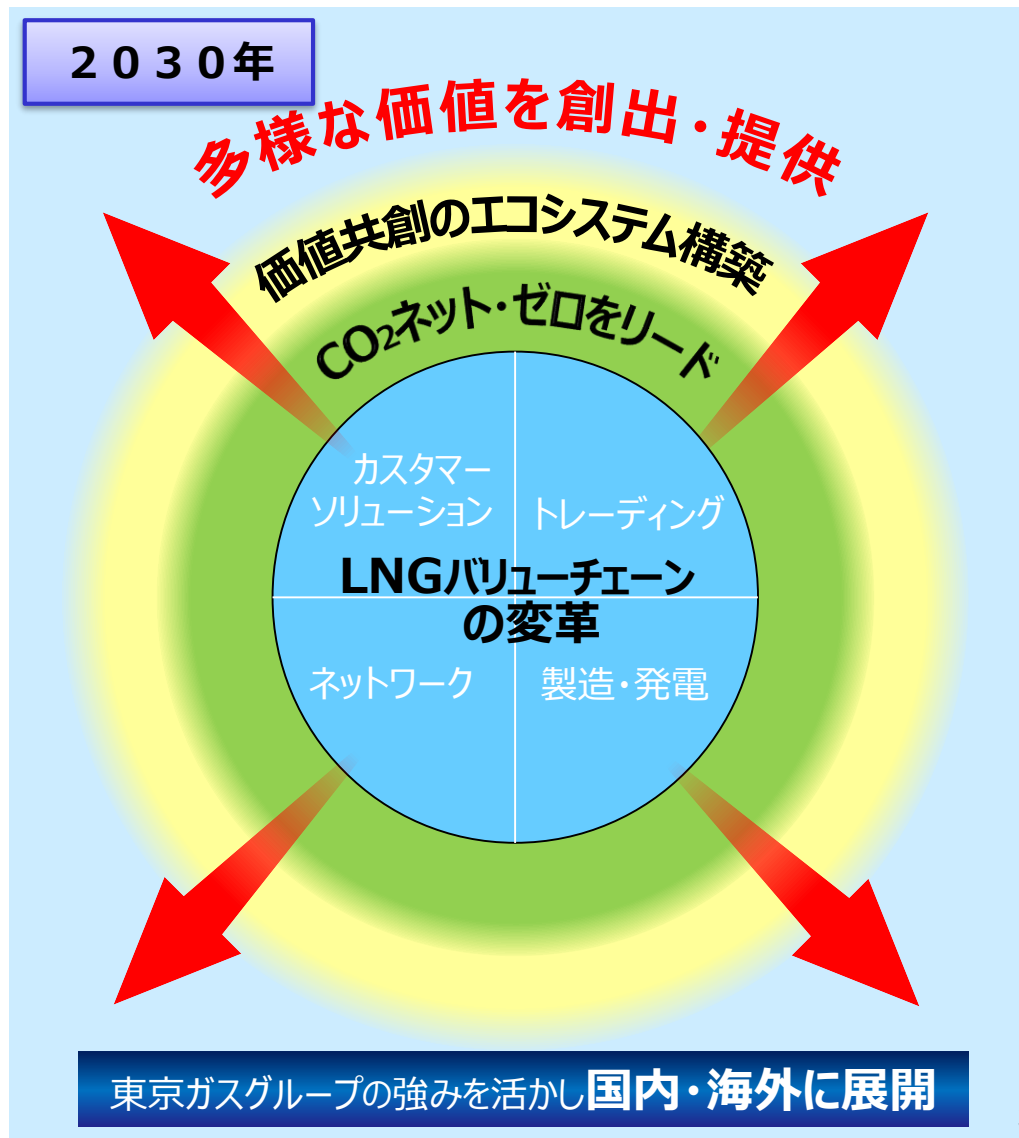 ２０３０年
多様な価値を創出・提供
価値共創のエコシステム構築
CO₂ネット・ゼロをリード
カスタマー
ソリューション
トレーディング
LNGバリューチェーン
の変革
ネットワーク
製造・発電
東京ガスグループの強みを活かし国内・海外に展開